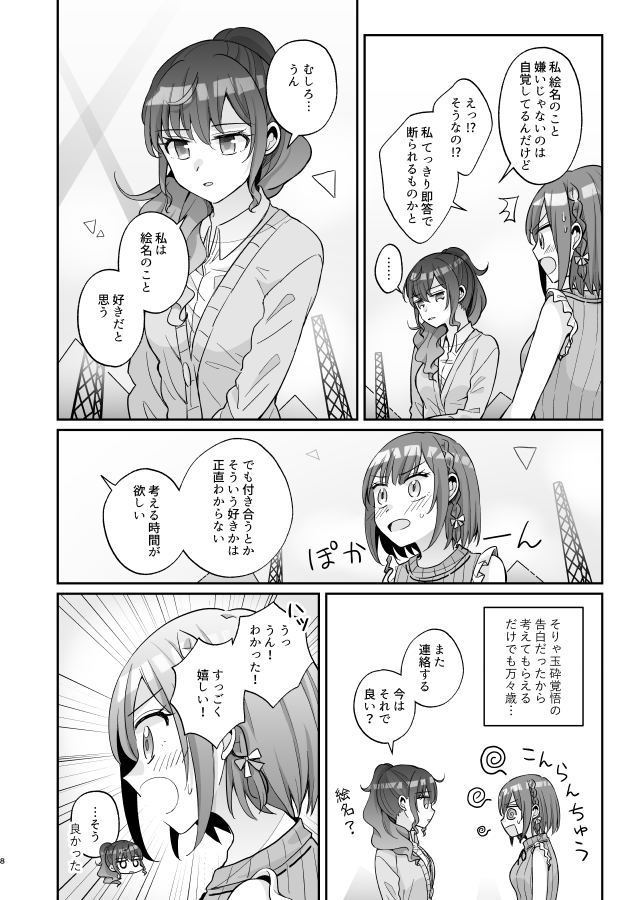 私 絵名のこと
嫌いじゃないのは
自覚してるんだけど
えっ!?
そうなの!?
私 てっきり即答で
断られるものかと
……
むしろ…
うん
私は
絵名のこと
好きだと
思う
でも付き合うとか
そういう好きかは
正直わからない
考える時間が
欲しい
ぽかーん
そりゃ玉砕覚悟の
告白だったから
考えてもらえる
だけでも万々歳…
こんらんちゅう
また
連絡する
今は
それで
良い?
絵名?
ハッ
うっ
うん!
わかった!
すっごく
嬉しい!
…そう
良かった
8